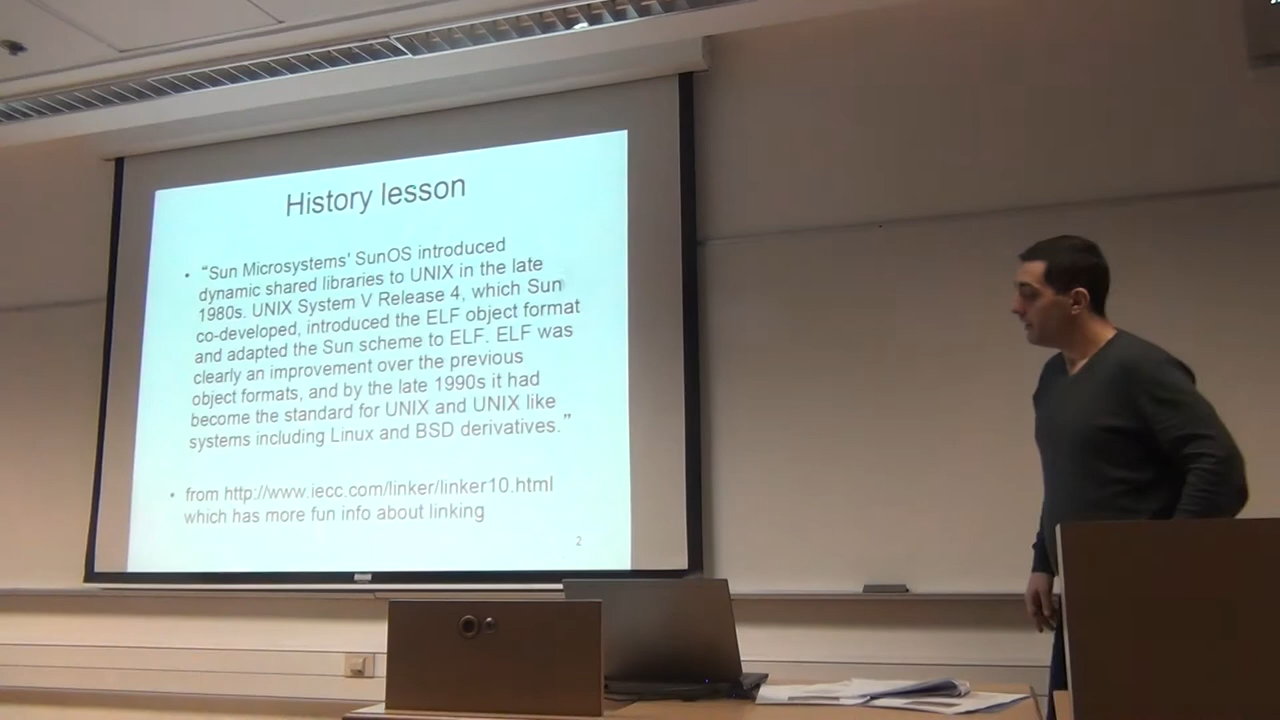 History lesson
• “Sun Microsystems' SunOS introduced
dynamic shared libraries to UNIX in the late
1980s. UNIX System V Release 4, which Sun
co-developed, introduced the ELF object format
and adapted the Sun scheme to ELF. ELF was
clearly an improvement over the previous
object formats, and by the late 1990s it had
become the standard for UNIX and UNIX like
systems including Linux and BSD derivatives.”
• from http://www.iecc.com/linker/linker10.html
which has more fun info about linking
2